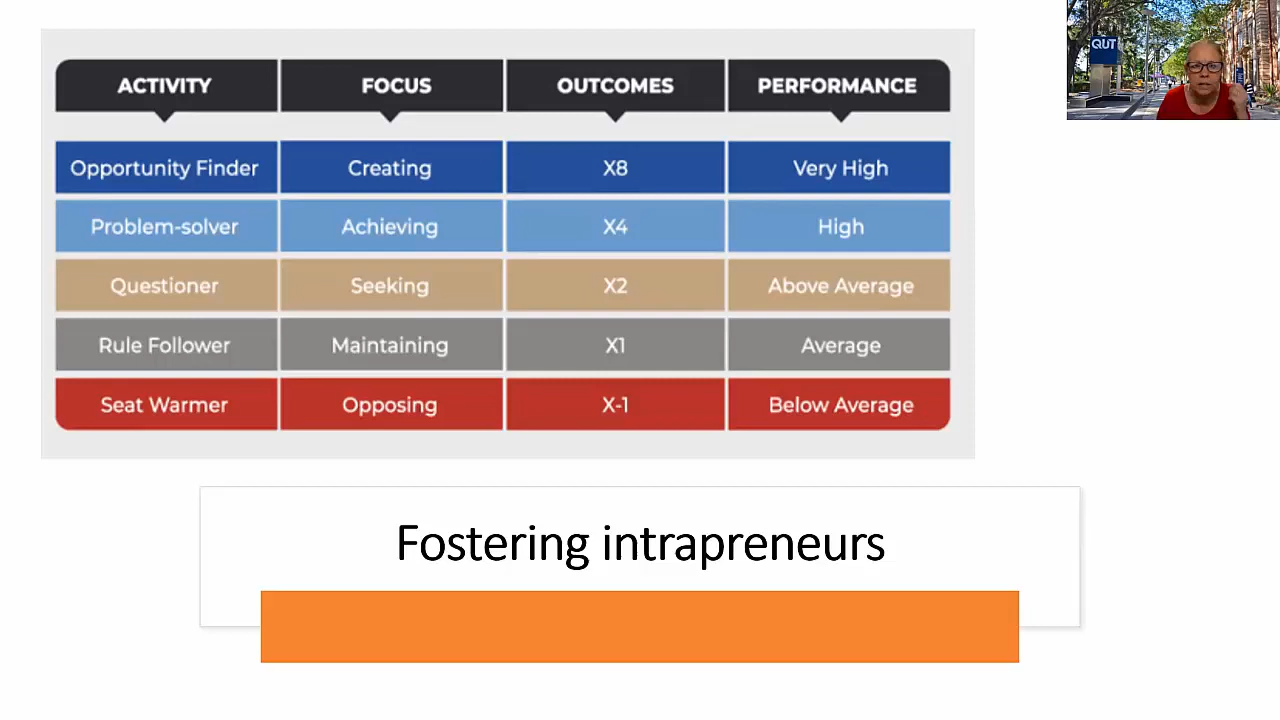 ACTIVITY FOCUS OUTCOMES PERFORMANCE
Opportunity Finder Creating X8 Very High
Problem-solver Achieving X4 High
Questioner Seeking X2 Above Average
Rule Follower Maintaining X1 Average
Seat Warmer Opposing X-1 Below Average
Fostering intrapreneurs
QUT